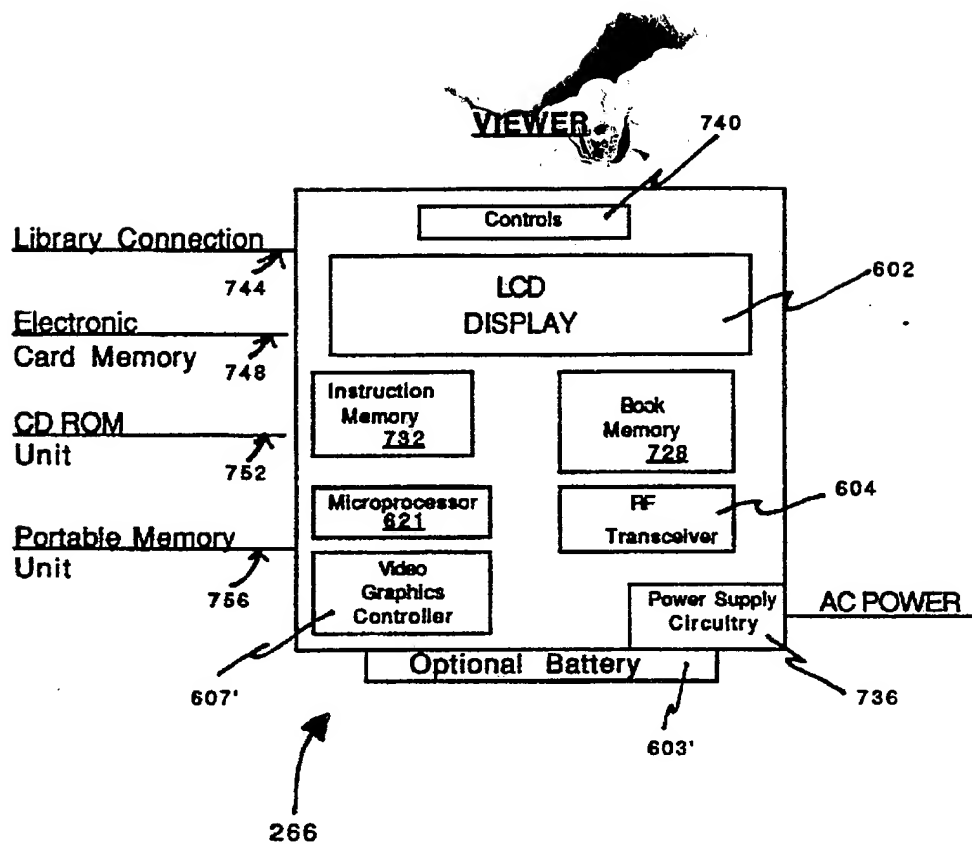 VIEWER
740
Controls
Library Connection
744
LCD
DISPLAY
602
Electronic
Card Memory
748
Instruction
Memory
732
Book
Memory
728
CD ROM
Unit
752
Microprocessor
621
RF
Transceiver
604
Portable Memory
Unit
756
Video
Graphics
Controller
Power Supply
Circuitry
AC POWER
Optional Battery
607'
603'
736
266